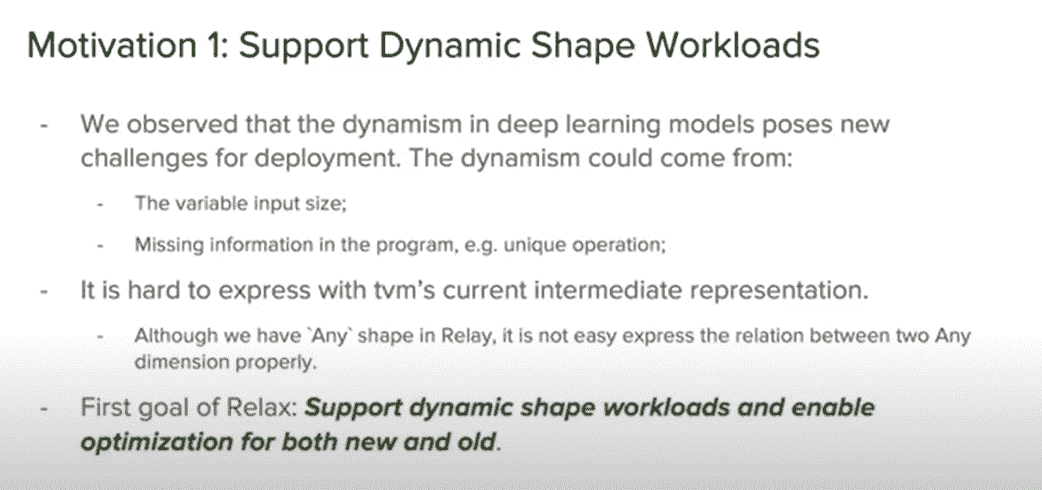 Motivation 1: Support Dynamic Shape Workloads
- We observed that the dynamism in deep learning models poses new
challenges for deployment. The dynamism could come from:
- The variable input size;
- Missing information in the program, e.g. unique operation;
- It is hard to express with tvm's current intermediate representation.
- Although we have `Any` shape in Relay, it is not easy express the relation between two Any
dimension properly.
- First goal of Relax: Support dynamic shape workloads and enable
optimization for both new and old.